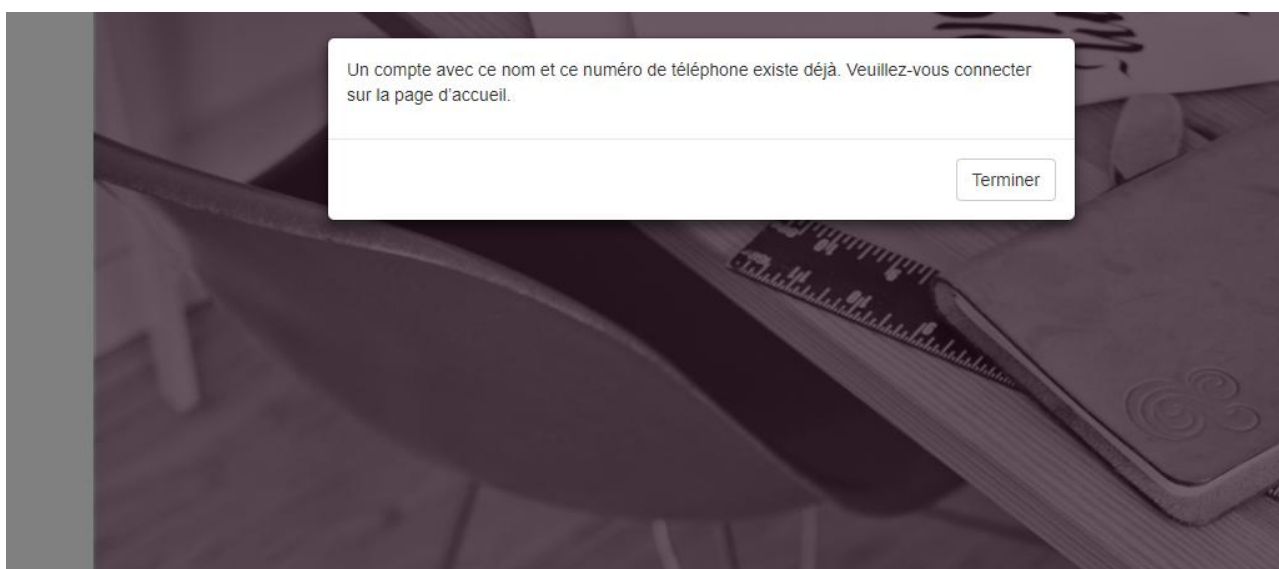 Un compte avec ce nom et ce numéro de téléphone existe déjà. Veuillez-vous connecter
sur la page d’accueil.
Terminer